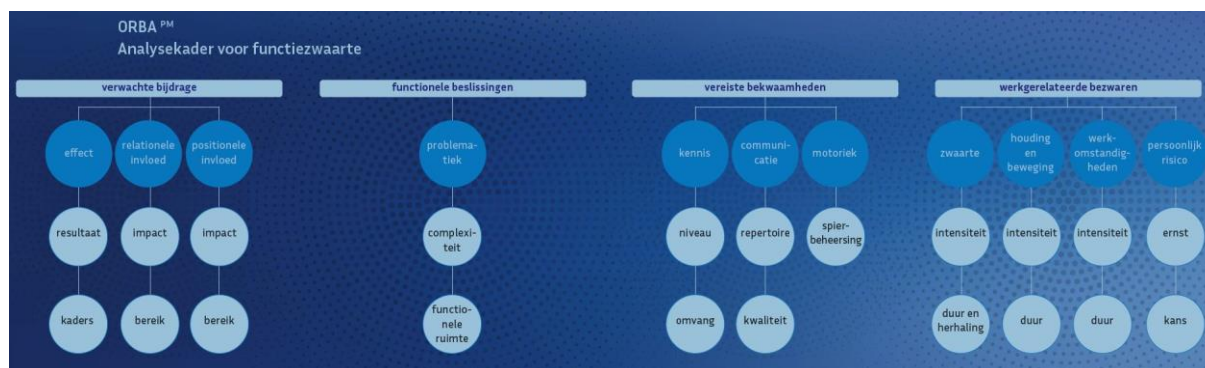 ORBA PM
Analysekader voor functiezwaarte
verwachte bijdrage
functionele beslissingen
vereiste bekwaamheden
werkgerelateerde bezwaren
effect
relationele
invloed
positionele
invloed
problema-
tiek
kennis
communi-
catie
motoriek
zwaarte
houding
en
beweging
werk-
omstandig-
heden
persoonlijk
risico
resultaat
impact
impact
complexi-
teit
niveau
repertoire
spier-
beheersing
intensiteit
intensiteit
intensiteit
ernst
kaders
bereik
bereik
functio-
nele
ruimte
omvang
kwaliteit
duur en
herhaling
duur
duur
kans